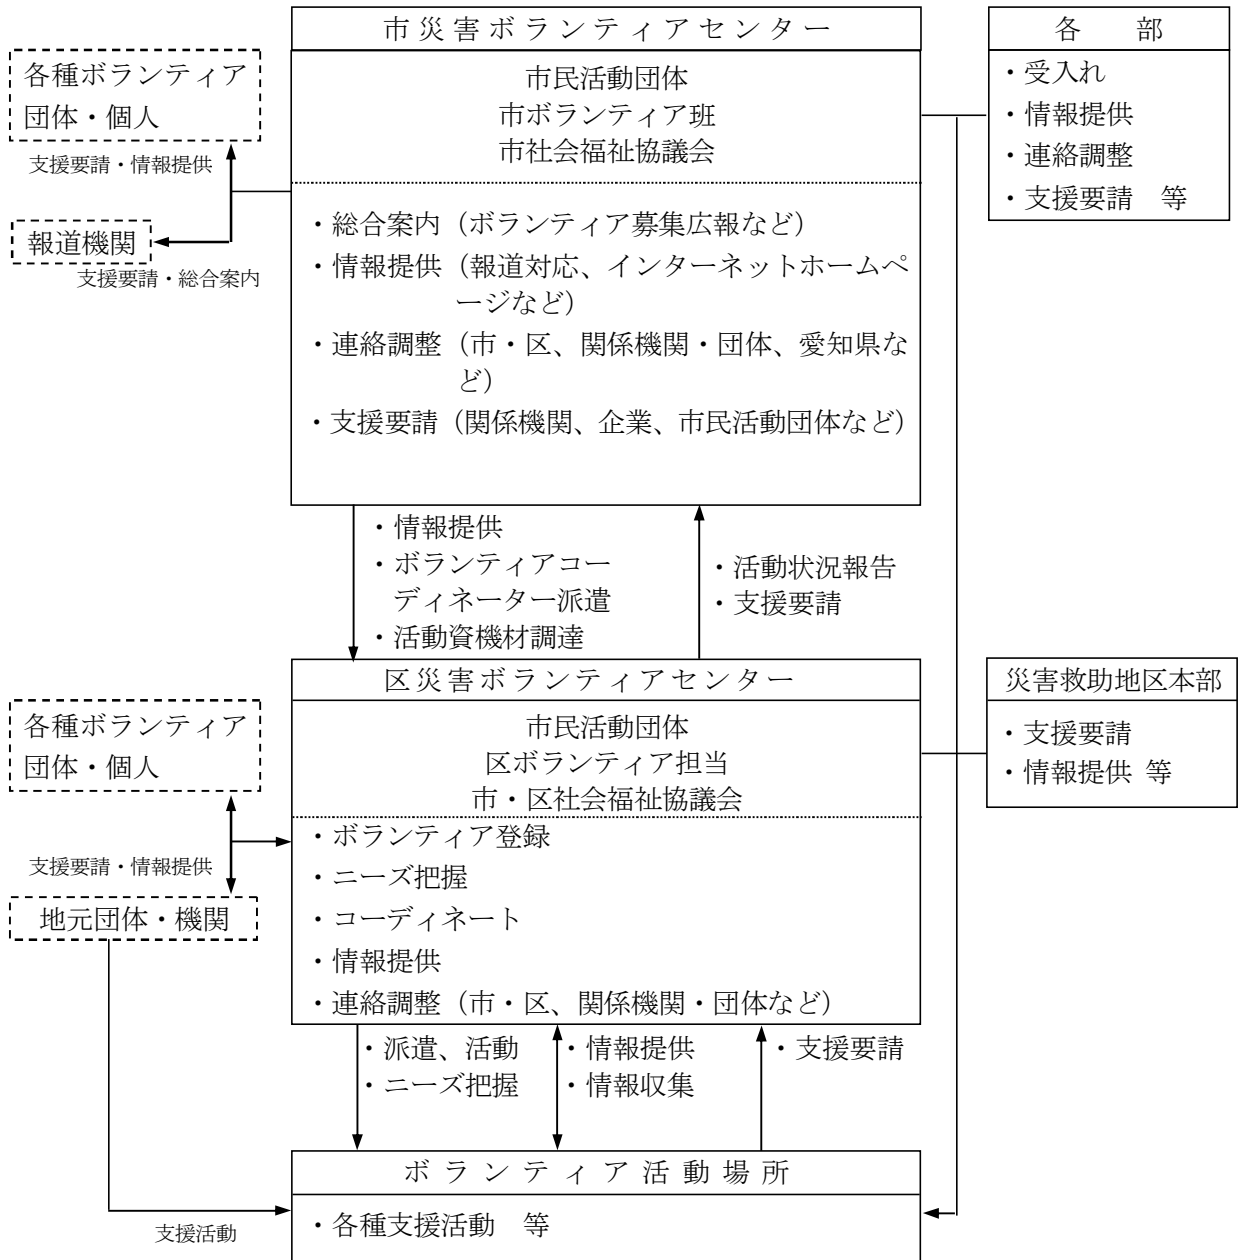 市災害ボランティアセンター
市民活動団体
市ボランティア班
市社会福祉協議会
・総合案内（ボランティア募集広報など）
・情報提供（報道対応、インターネットホームペ
ージなど）
・連絡調整（市・区、関係機関・団体、愛知県な
ど）
・支援要請（関係機関、企業、市民活動団体など）
各種ボランティア
団体・個人
支援要請・情報提供
報道機関
支援要請・総合案内
各　部
・受入れ
・情報提供
・連絡調整
・支援要請　等
・情報提供
・ボランティアコー
ディネーター派遣
・活動資機材調達
・活動状況報告
・支援要請
区災害ボランティアセンター
市民活動団体
区ボランティア担当
市・区社会福祉協議会
・ボランティア登録
・ニーズ把握
・コーディネート
・情報提供
・連絡調整（市・区、関係機関・団体など）
各種ボランティア
団体・個人
支援要請・情報提供
地元団体・機関
災害救助地区本部
・支援要請
・情報提供 等
・派遣、活動
・ニーズ把握
・情報提供
・情報収集
・支援要請
ボランティア活動場所
・各種支援活動　等
支援活動